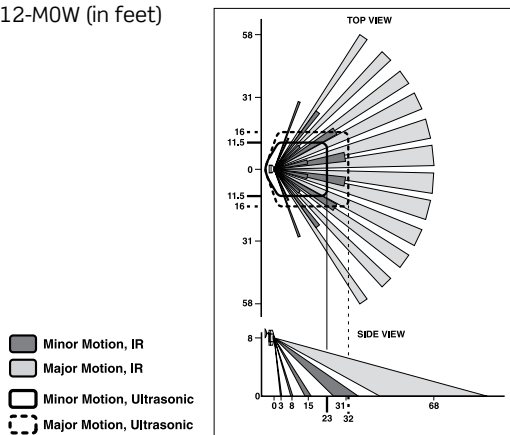 12-M0W (in feet)
TOP VIEW
58
31
16
11.5
0
11.5
16
31
58
SIDE VIEW
8
0
0 3 8 15 31 68
23 32
Minor Motion, IR
Major Motion, IR
Minor Motion, Ultrasonic
Major Motion, Ultrasonic